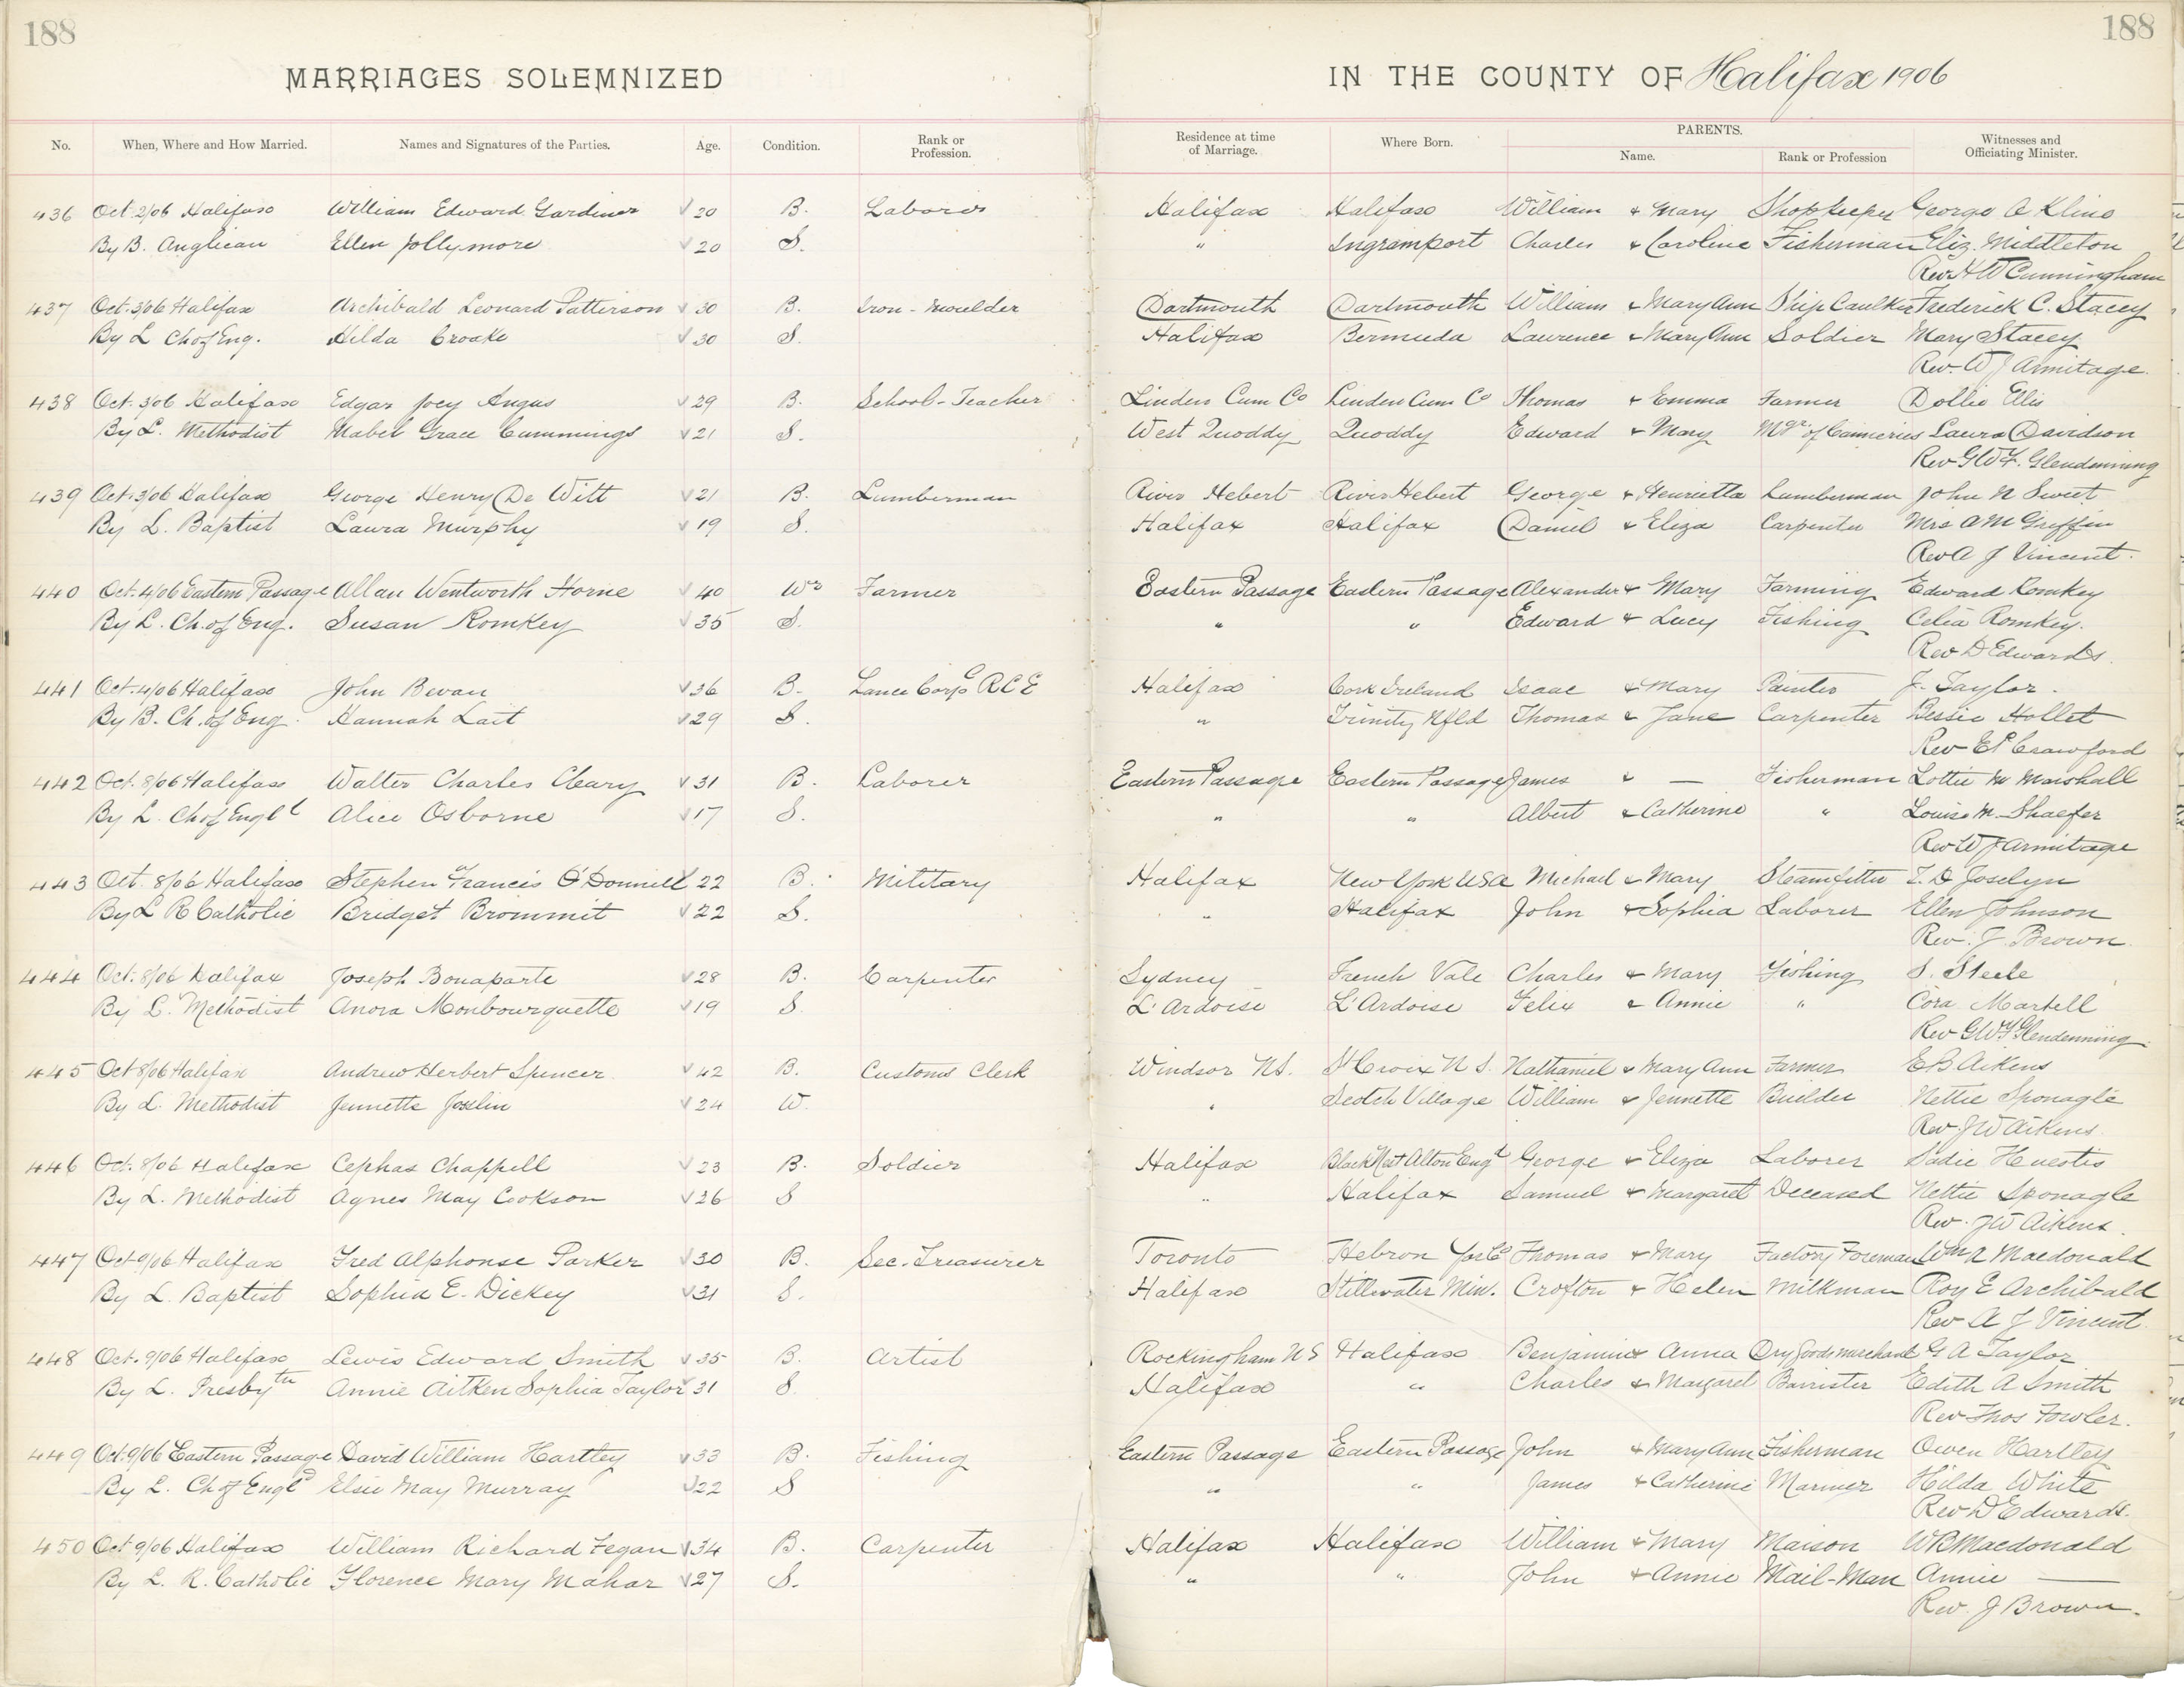 188 188
MARRIAGES SOLEMNIZED IN THE COUNTY OF Halifax 1906
No. When, Where and How Married. Names and Signatures of the Parties. Age. Condition. Rank or Profession. Residence at time of Marriage. Where Born. PARENTS. Name. Rank or Profession Witnesses and Officiating Minister.
436 Oct. 2/06 Halifax William Edward Gardiner 20 B. Laborer Halifax Halifax William & Mary Shopkeeper George A Kline
By B. Anglican Ellen Jollymore 20 S. " Ingramport Charles & Caroline Fisherman Eliz. Middleton
Rev H W Cunningham
437 Oct. 3/06 Halifax Archibald Leonard Patterson 30 B. Iron-Moulder Dartmouth Dartmouth William & Mary Ann Ship Caulker Frederick C. Stacey
By L Ch of Eng. Hilda Croake 30 S. Halifax Bermuda Lawrence & Mary Ann Soldier Mary Stacey
Rev W J Armitage.
438 Oct. 3/06 Halifax Edgar Joey Angus 29 B. School-Teacher Linden Cum Co Linden Cum Co Thomas & Emma Farmer Dollie Ellis
By L. Methodist Mabel Grace Cummings 21 S. West Quoddy Quoddy Edward & Mary Mgr. of Canneries Laura Davidson
Rev G W F. Glendenning
439 Oct. 3/06 Halifax George Henry De Witt 21 B. Lumberman River Hebert River Hebert George & Henrietta Lumberman John N Sweet
By L. Baptist Laura Murphy 19 S. Halifax Halifax Daniel & Eliza Carpenter Mrs A M Griffin
Rev A J Vincent.
440 Oct. 4/06 Eastern Passage Allan Wentworth Horne 40 Wr Farmer Eastern Passage Eastern Passage Alexander & Mary Farming Edward Romkey
By L. Ch. of Eng. Susan Romkey 35 S. " " Edward & Lucy Fishing Celia Romkey.
Rev D Edwards.
441 Oct. 4/06 Halifax John Bevan 36 B. Lance Corpl RCE Halifax Cork Ireland Isaac & Mary Painter J. Taylor.
By B. Ch. of Eng. Hannah Lait 29 S. " Trinity Nfld Thomas & Jane Carpenter Bessie Hollet
Rev E P Crawford
442 Oct. 8/06 Halifax Walter Charles Cleary 31 B. Laborer Eastern Passage Eastern Passage James & — Fisherman Lottie M Marshall
By L. Ch of Engl Alice Osborne 17 S. " " Albert & Catherine " Louise M. Shaefer
Rev W J Armitage
443 Oct. 8/06 Halifax Stephen Francis O'Donnell 22 B. Military Halifax New York USA Michael & Mary Steamfitter T. D Joselyn
By L R Catholic Bridget Brommit 22 S. " Halifax John & Sophia Laborer Ellen Johnson
Rev. J. Brown
444 Oct. 8/06 Halifax Joseph Bonaparte 28 B. Carpenter Sydney French Vale Charles & Mary Fishing S. Steele
By L. Methodist Anora Monbourquette 19 S L'Ardoise L'Ardoise Felix & Annie " Cora Martell
Rev G W F Glendenning
445 Oct 8/06 Halifax Andrew Herbert Spencer 42 B. Customs Clerk Windsor NS. St Croix N S. Nathaniel & Mary Ann Farmer E B Aikens
By L. Methodist Jennette Joslin 24 W. " Scotch Village William & Jennette Builder Nettie Sponagle
Rev J W Aikens.
446 Oct. 8/06 Halifax Cephas Chappell 23 B. Soldier Halifax Black Nest Alton Engd George & Eliza Laborer Sadie Huestis
By L. Methodist Agnes May Cookson 26 S " Halifax Samuel & Margaret Deceased Nettie Sponagle
Rev. J W Aikens.
447 Oct 9/06 Halifax Fred Alphonse Parker 30 B. Sec. Treasurer Toronto Hebron Yar Co Thomas & Mary Factory Foreman Wm R Macdonald
By L. Baptist Sophia E. Dickey 31 S. Halifax Stillwater Min. Crofton & Helen Milkman Roy E Archibald
Rev A J Vincent.
448 Oct. 9/06 Halifax Lewis Edward Smith 35 B. Artist Rockingham N S Halifax Benjamin & Anna Dry Goods Merchant G A Taylor
By L. Presbytn Annie Aitken Sophia Taylor 31 S. Halifax " Charles & Margaret Barrister Edith A Smith
Rev Thos Fowler.
449 Oct. 9/06 Eastern Passage David William Hartley 33 B. Fishing Eastern Passage Eastern Passage John & Mary Ann Fisherman Owen Hartley
By L. Ch of Engld Elsie May Murray 22 S " " James & Catherine Mariner Hilda White
Rev D Edwards.
450 Oct 9/06 Halifax William Richard Fegan 34 B. Carpenter Halifax Halifax William & Mary Maison W B Macdonald
By L. R. Catholic Florence Mary Mahar 27 S. " " John & Annie Mail-Man Annie —
Rev. J Brown.